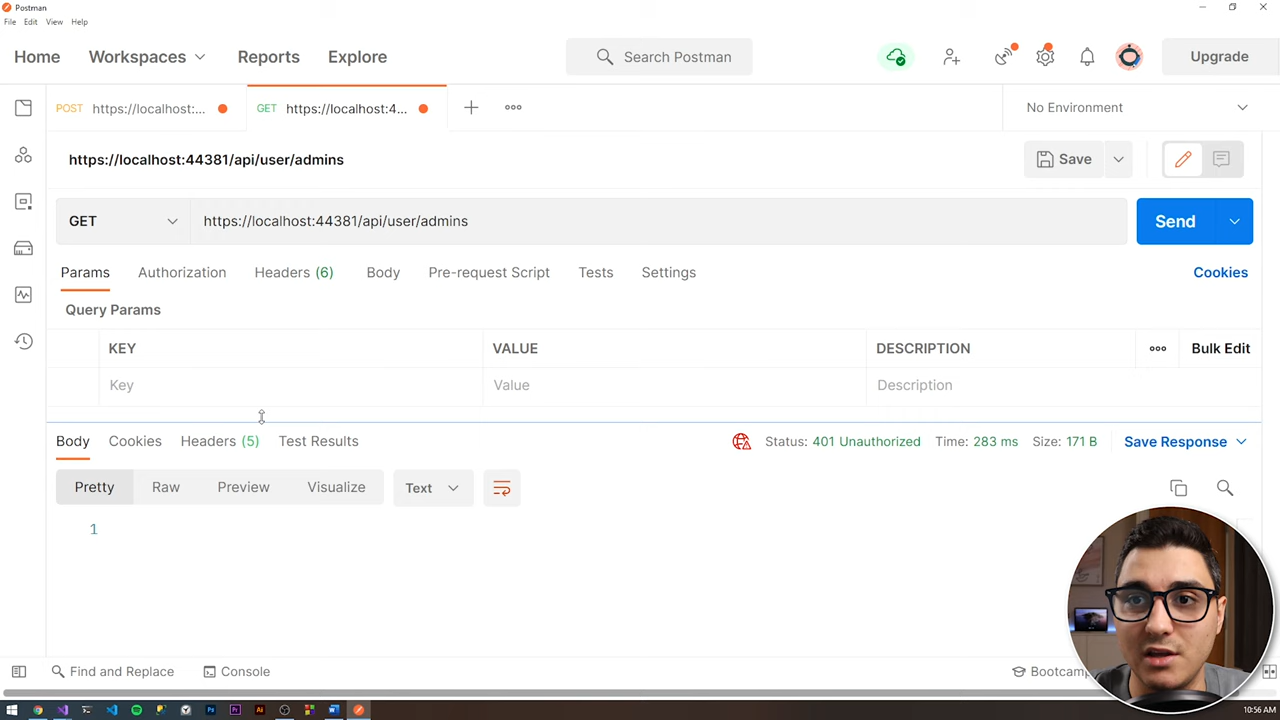 Postman
File Edit View Help
Home Workspaces Reports Explore Search Postman Upgrade
POST https://localhost:... GET https://localhost:4... No Environment
https://localhost:44381/api/user/admins Save
GET https://localhost:44381/api/user/admins Send
Params Authorization Headers (6) Body Pre-request Script Tests Settings Cookies
Query Params
KEY VALUE DESCRIPTION Bulk Edit
Key Value Description
Body Cookies Headers (5) Test Results Status: 401 Unauthorized Time: 283 ms Size: 171 B Save Response
Pretty Raw Preview Visualize Text
1
Find and Replace Console Bootcamp
10:56 AM